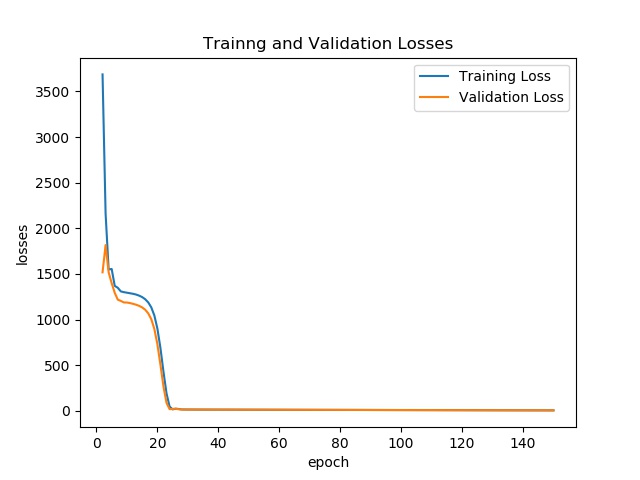 Trainng and Validation Losses
Training Loss
Validation Loss
3500
3000
2500
2000
1500
1000
500
0
losses
0 20 40 60 80 100 120 140
epoch